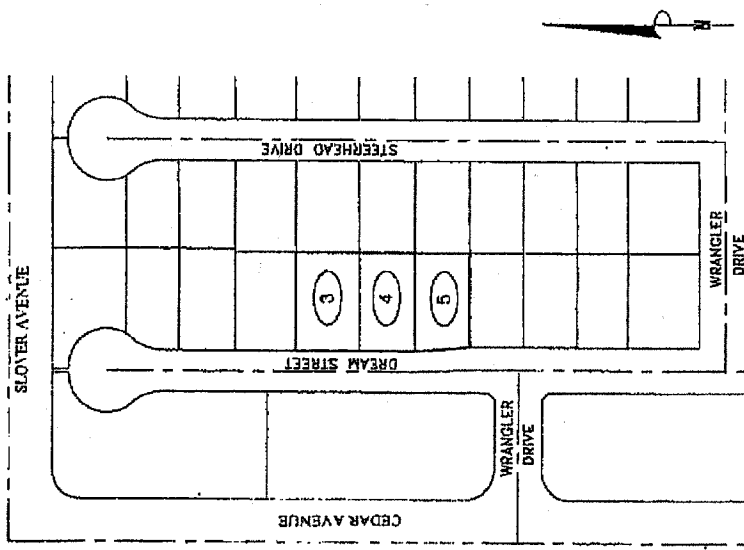 N
SLOVER AVENUE
STEERHEAD DRIVE
3
4
5
DREAM STREET
WRANGLER
DRIVE
WRANGLER
DRIVE
CEDAR AVENUE